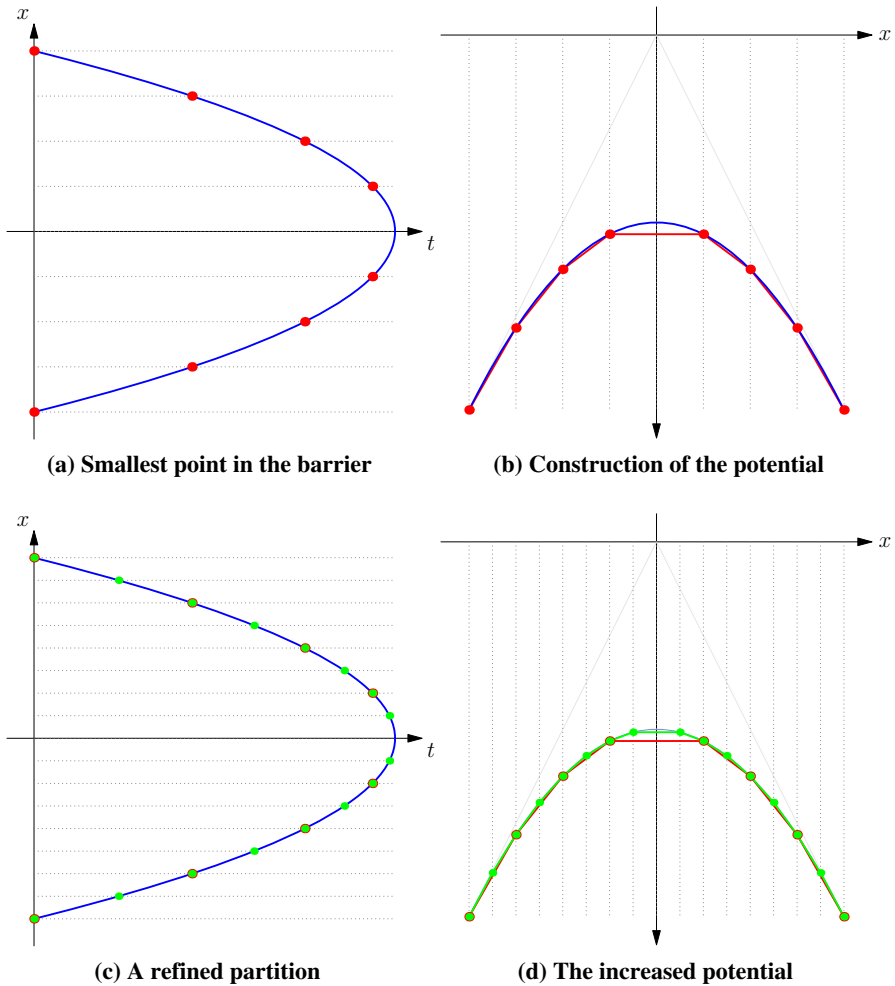 x
t
(a) Smallest point in the barrier
x
(b) Construction of the potential
x
t
(c) A refined partition
x
(d) The increased potential